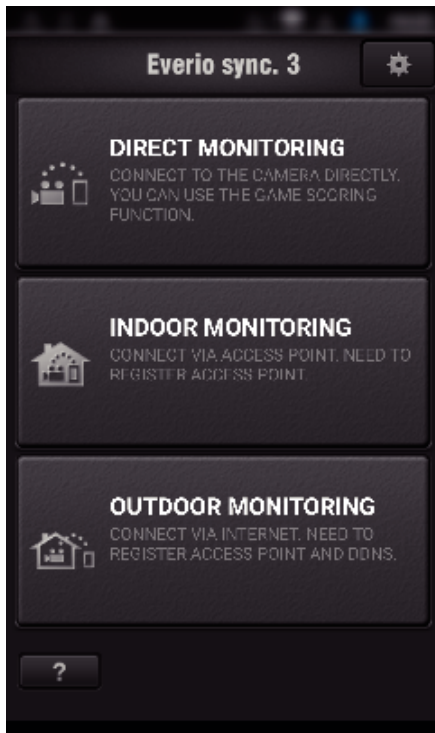 Everio sync. 3
DIRECT MONITORING
CONNECT TO THE CAMERA DIRECTLY.
YOU CAN USE THE GAME SCORING
FUNCTION.
INDOOR MONITORING
CONNECT VIA ACCESS POINT. NEED TO
REGISTER ACCESS POINT.
OUTDOOR MONITORING
CONNECT VIA INTERNET. NEED TO
REGISTER ACCESS POINT AND DDNS.
?